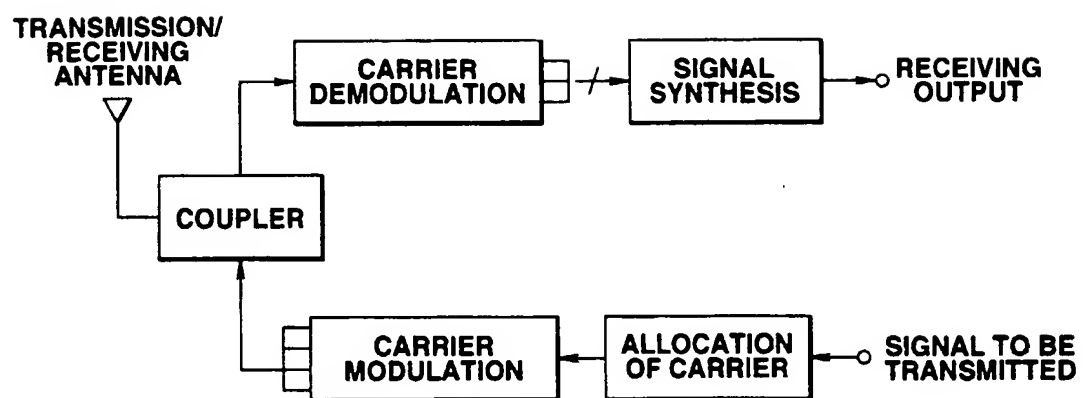 TRANSMISSION/
RECEIVING
ANTENNA
CARRIER
DEMODULATION
SIGNAL
SYNTHESIS
RECEIVING
OUTPUT
COUPLER
CARRIER
MODULATION
ALLOCATION
OF CARRIER
SIGNAL TO BE
TRANSMITTED